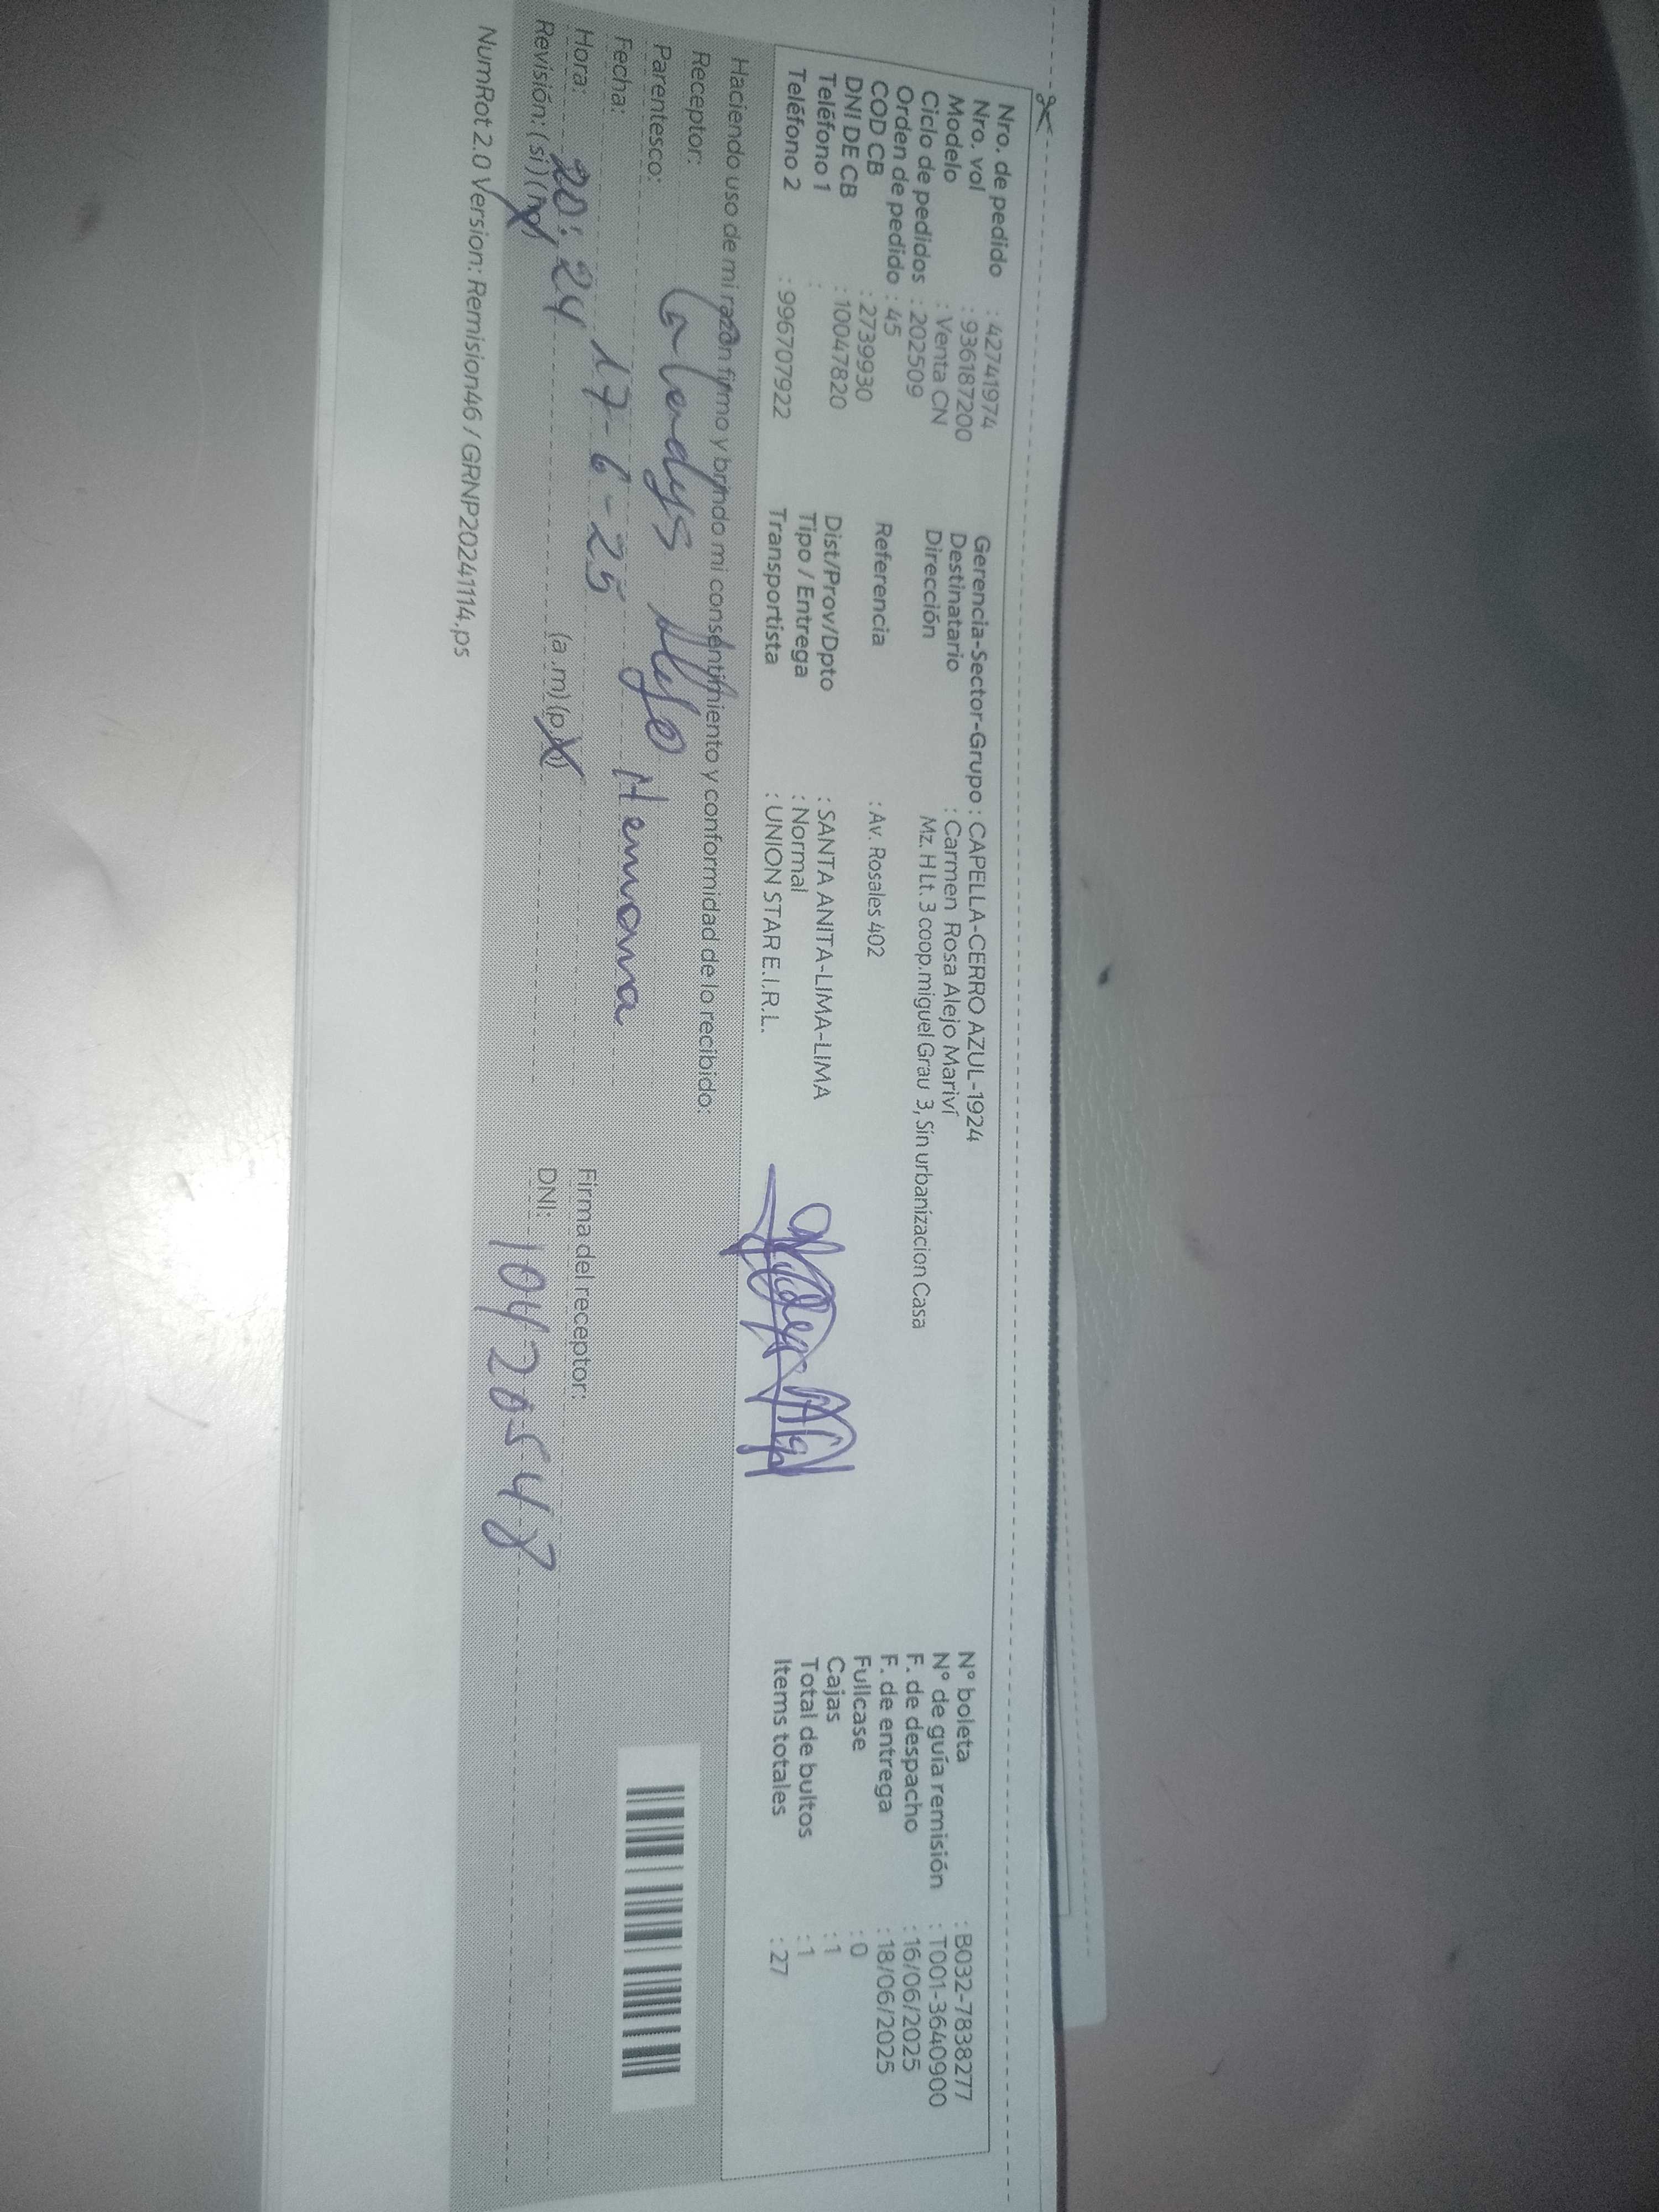 Nro. de pedido : 42741974
Nro. vol : 936187200
Modelo : Venta CN
Ciclo de pedidos : 202509
Orden de pedido : 45
COD CB : 2739930
DNI DE CB : 10047820
Teléfono 1 :
Teléfono 2 : 996707922
Gerencia-Sector-Grupo : CAPELLA-CERRO AZUL-1924
Destinatario : Carmen Rosa Alejo Mariví
Dirección Mz. H Lt. 3 coop.miguel Grau 3, Sin urbanizacion Casa
Referencia : Av. Rosales 402
Dist/Prov/Dpto : SANTA ANITA-LIMA-LIMA
Tipo / Entrega : Normal
Transportista : UNION STAR E.I.R.L.
N° boleta : B032-7838277
N° de guía remisión : T001-3640900
F. de despacho : 16/06/2025
F. de entrega : 18/06/2025
Fullcase : 0
Cajas : 1
Total de bultos : 1
Items totales : 27
Haciendo uso de mi razón firmo y brindo mi consentimiento y conformidad de lo recibido:
Receptor:
Parentesco: Hermana
Fecha: 17-6-25
Hora: 20:24 (a.m)(p.m)
Revisión: (si) (no)
Firma del receptor:
DNI: 10420548
NumRot 2.0 Version: Remision46 / GRNP20241114.ps